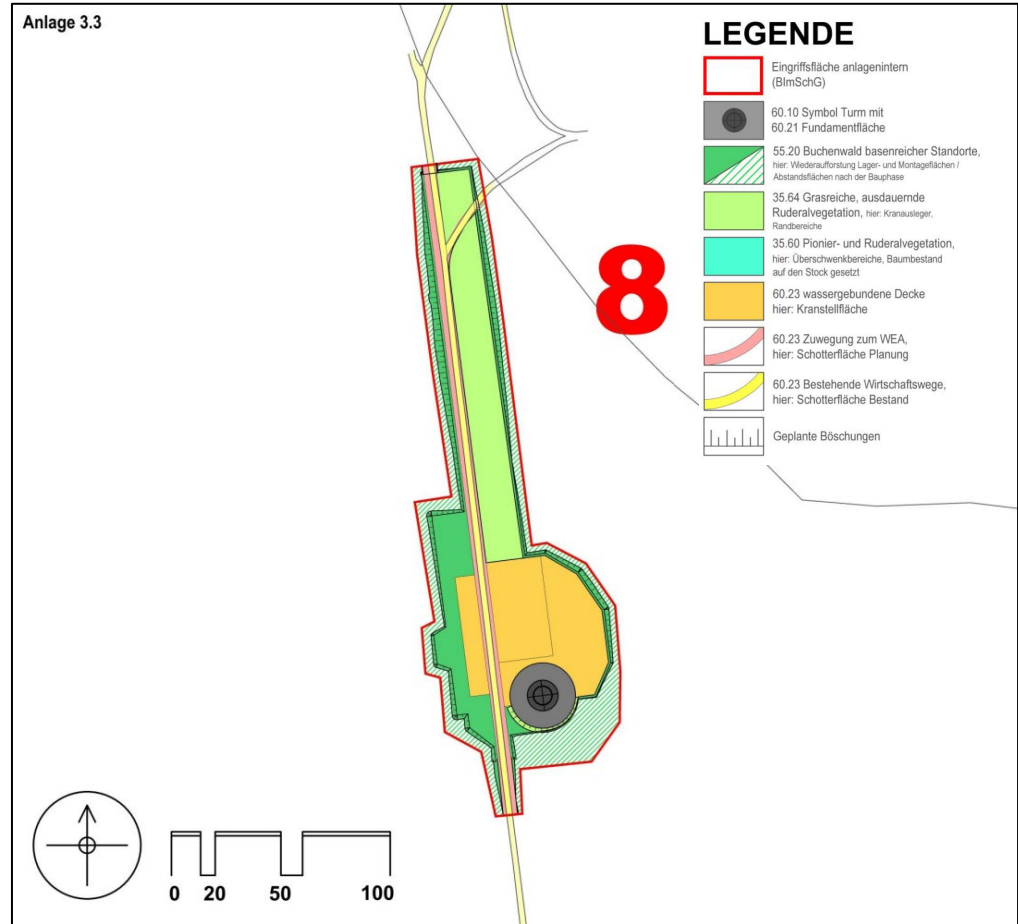 Anlage 3.3
LEGENDE
Eingriffsfläche anlagenintern
(BImSchG)
60.10 Symbol Turm mit
60.21 Fundamentfläche
55.20 Buchenwald basenreicher Standorte,
hier: Wiederaufforstung Lager- und Montageflächen /
Abstandsflächen nach der Bauphase
35.64 Grasreiche, ausdauernde
Ruderalvegetation, hier: Kranausleger,
Randbereiche
35.60 Pionier- und Ruderalvegetation,
hier: Überschwenkbereiche, Baumbestand
auf den Stock gesetzt
60.23 wassergebundene Decke
hier: Kranstellfläche
60.23 Zuwegung zum WEA,
hier: Schotterfläche Planung
60.23 Bestehende Wirtschaftswege,
hier: Schotterfläche Bestand
Geplante Böschungen
8
0 20 50 100